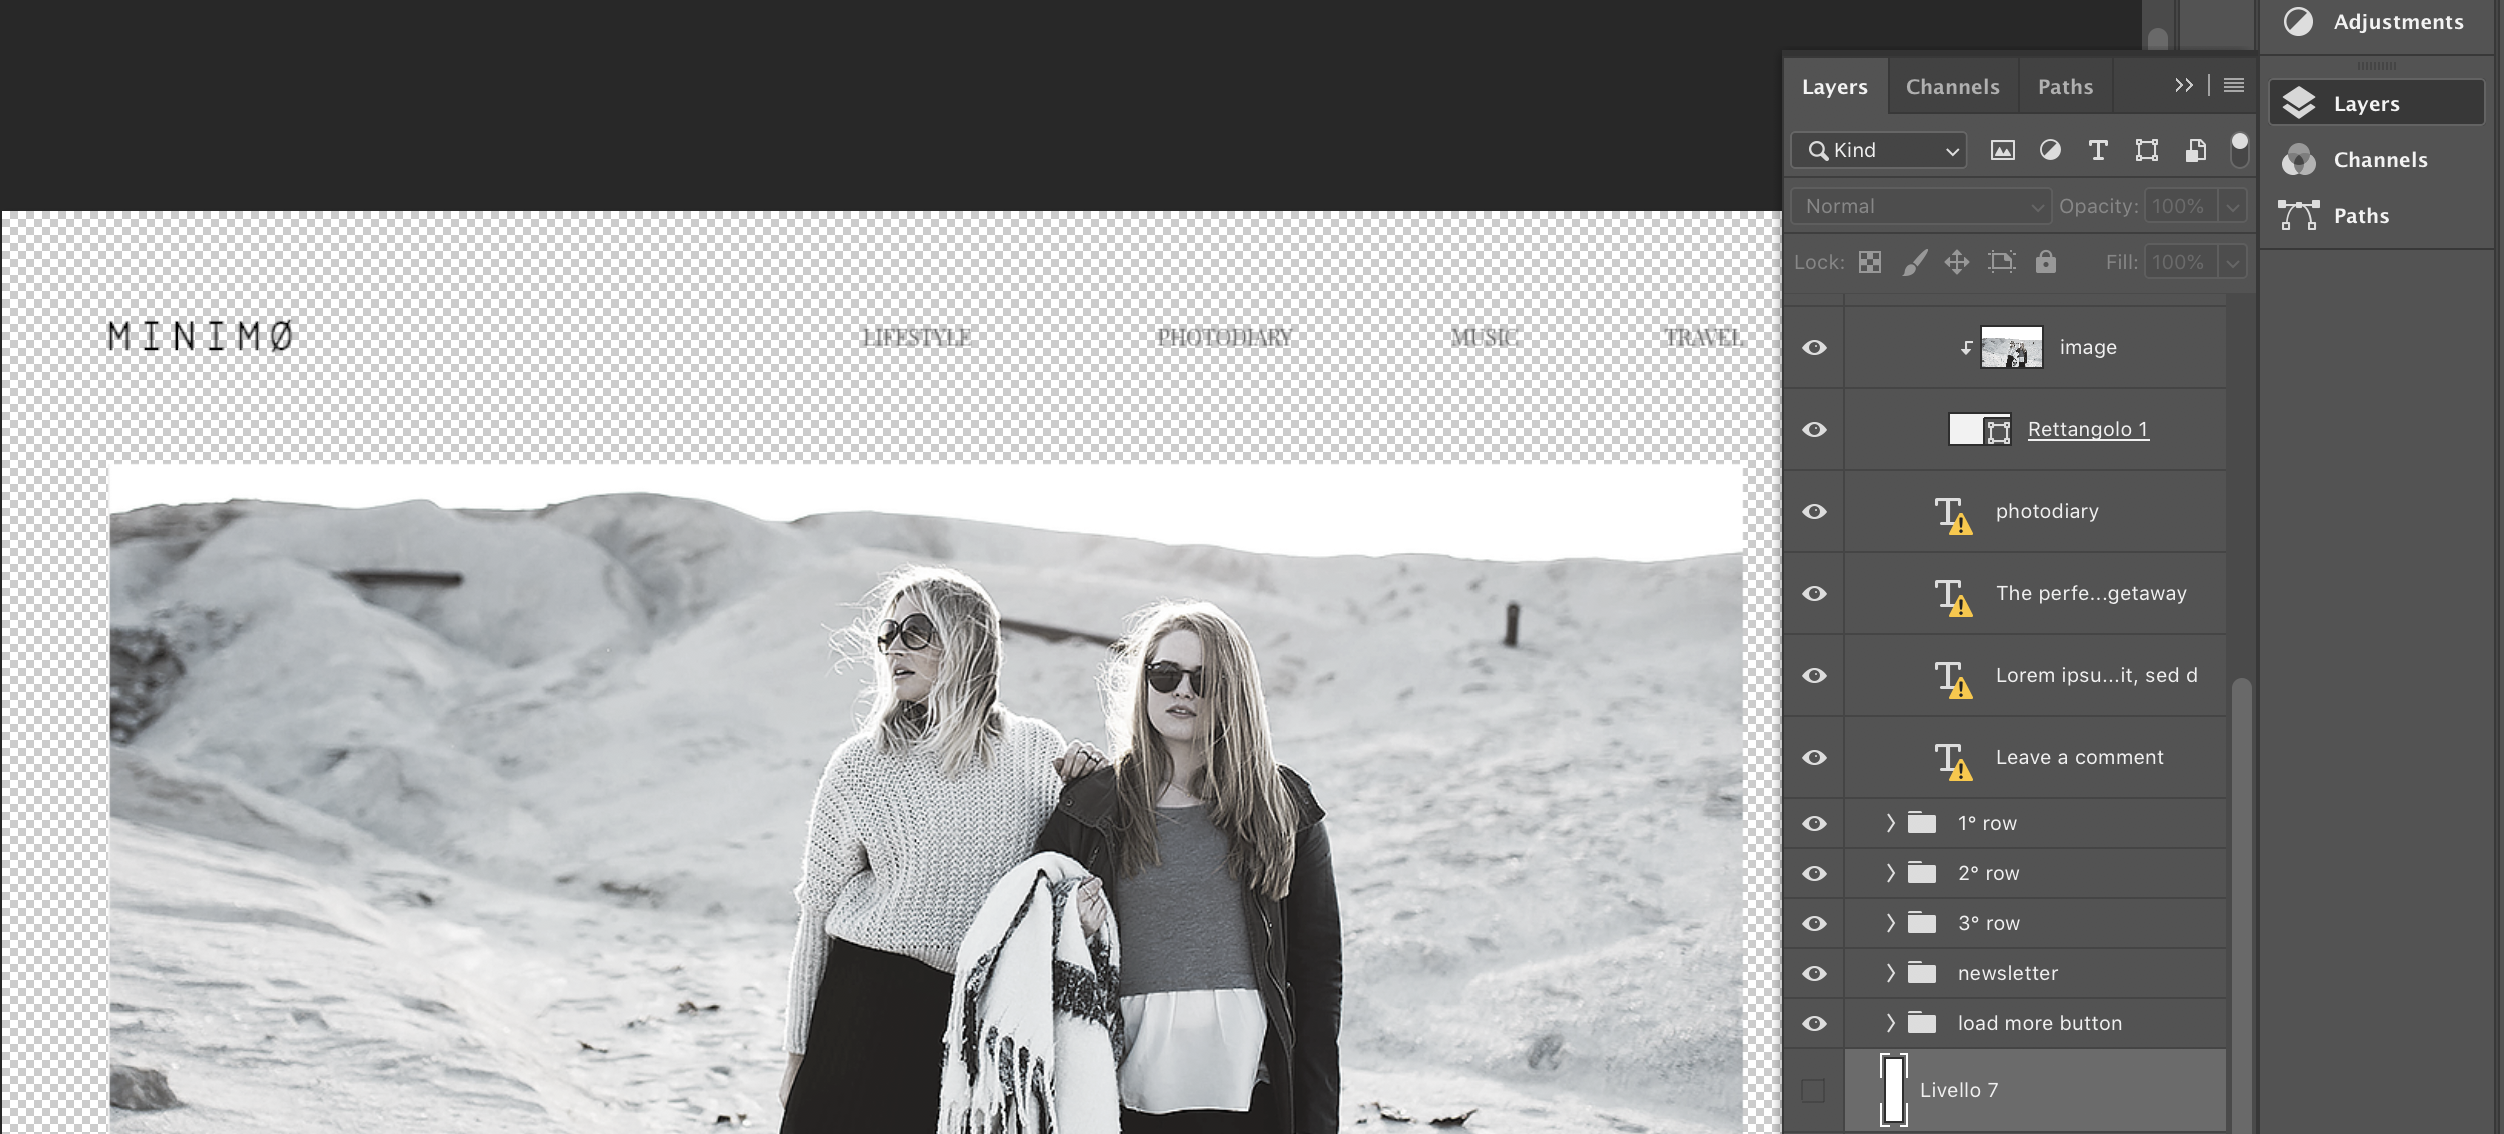 Adjustments
Layers Channels Paths
Layers
Kind
Channels
Normal Opacity: 100%
Paths
Lock: Fill: 100%
MINIMØ LIFESTYLE PHOTODIARY MUSIC TRAVEL
image
Rettangolo 1
photodiary
The perfe...getaway
Lorem ipsu...it, sed d
Leave a comment
1° row
2° row
3° row
newsletter
load more button
Livello 7